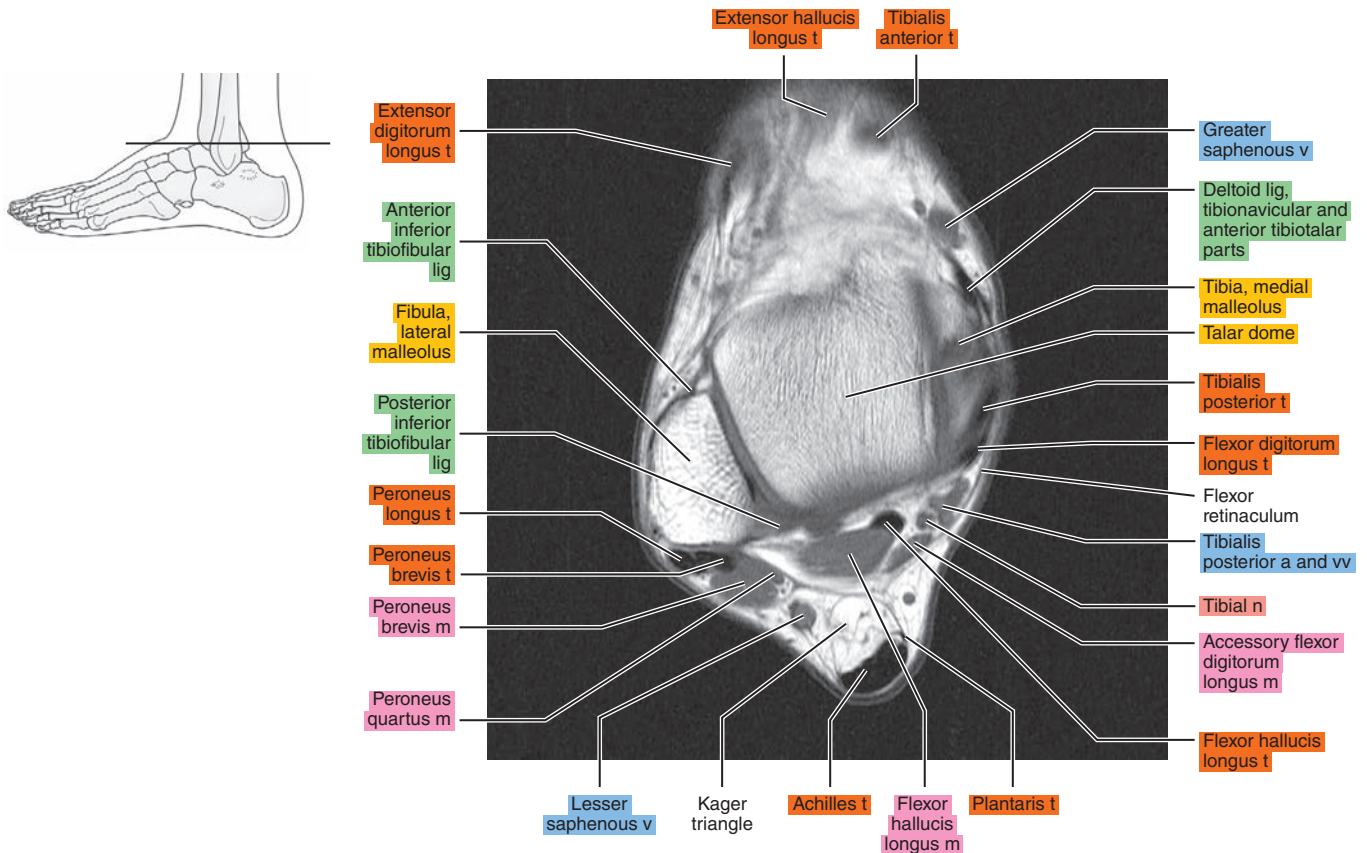 Extensor hallucis
longus t
Tibialis
anterior t
Extensor
digitorum
longus t
Anterior
inferior
tibiofibular
lig
Fibula,
lateral
malleolus
Posterior
inferior
tibiofibular
lig
Peroneus
longus t
Peroneus
brevis t
Peroneus
brevis m
Peroneus
quartus m
Greater
saphenous v
Deltoid lig,
tibionavicular and
anterior tibiotalar
parts
Tibia, medial
malleolus
Talar dome
Tibialis
posterior t
Flexor digitorum
longus t
Flexor
retinaculum
Tibialis
posterior a and vv
Tibial n
Accessory flexor
digitorum
longus m
Flexor hallucis
longus t
Lesser
saphenous v
Kager
triangle
Achilles t
Flexor
hallucis
longus m
Plantaris t